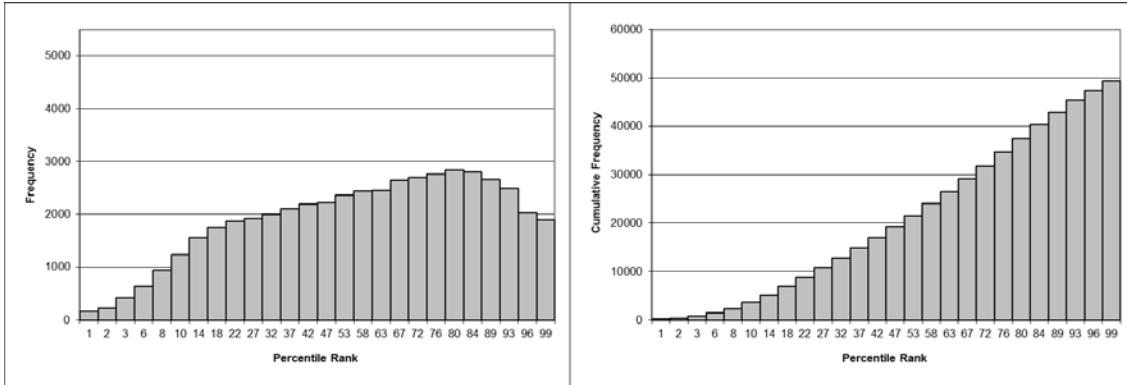 5000
4000
3000
2000
1000
0
Frequency
1 2 3 6 8 10 14 18 22 27 32 37 42 47 53 58 63 67 72 76 80 84 89 93 96 99
Percentile Rank
60000
50000
40000
30000
20000
10000
0
Cumulative Frequency
1 2 3 6 8 10 14 18 22 27 32 37 42 47 53 58 63 67 72 76 80 84 89 93 96 99
Percentile Rank